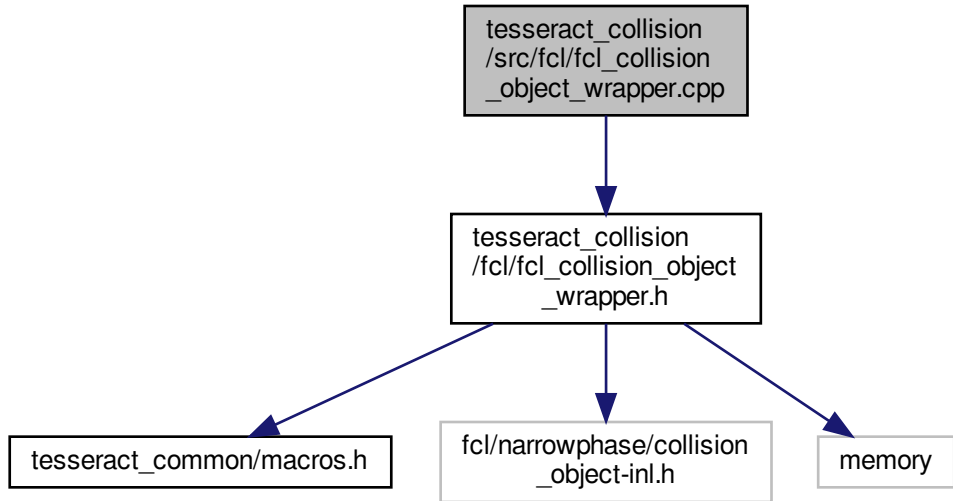 tesseract_collision
/src/fcl/fcl_collision
_object_wrapper.cpp
tesseract_collision
/fcl/fcl_collision_object
_wrapper.h
tesseract_common/macros.h
fcl/narrowphase/collision
_object-inl.h
memory